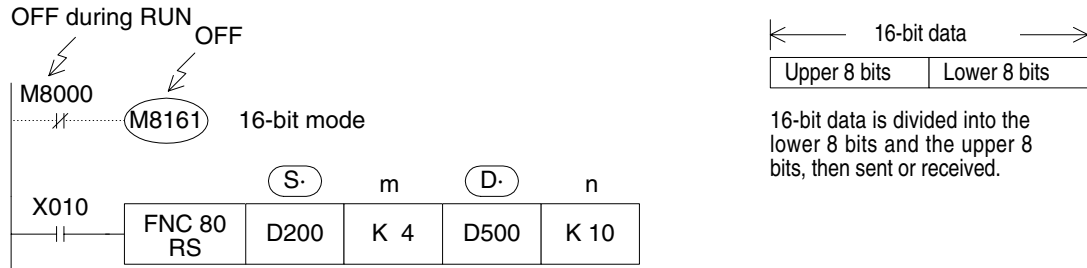 OFF during RUN
OFF
M8000
M8161
16-bit mode
S· m D· n
X010
FNC 80
RS
D200
K 4
D500
K 10
16-bit data
Upper 8 bits
Lower 8 bits
16-bit data is divided into the
lower 8 bits and the upper 8
bits, then sent or received.